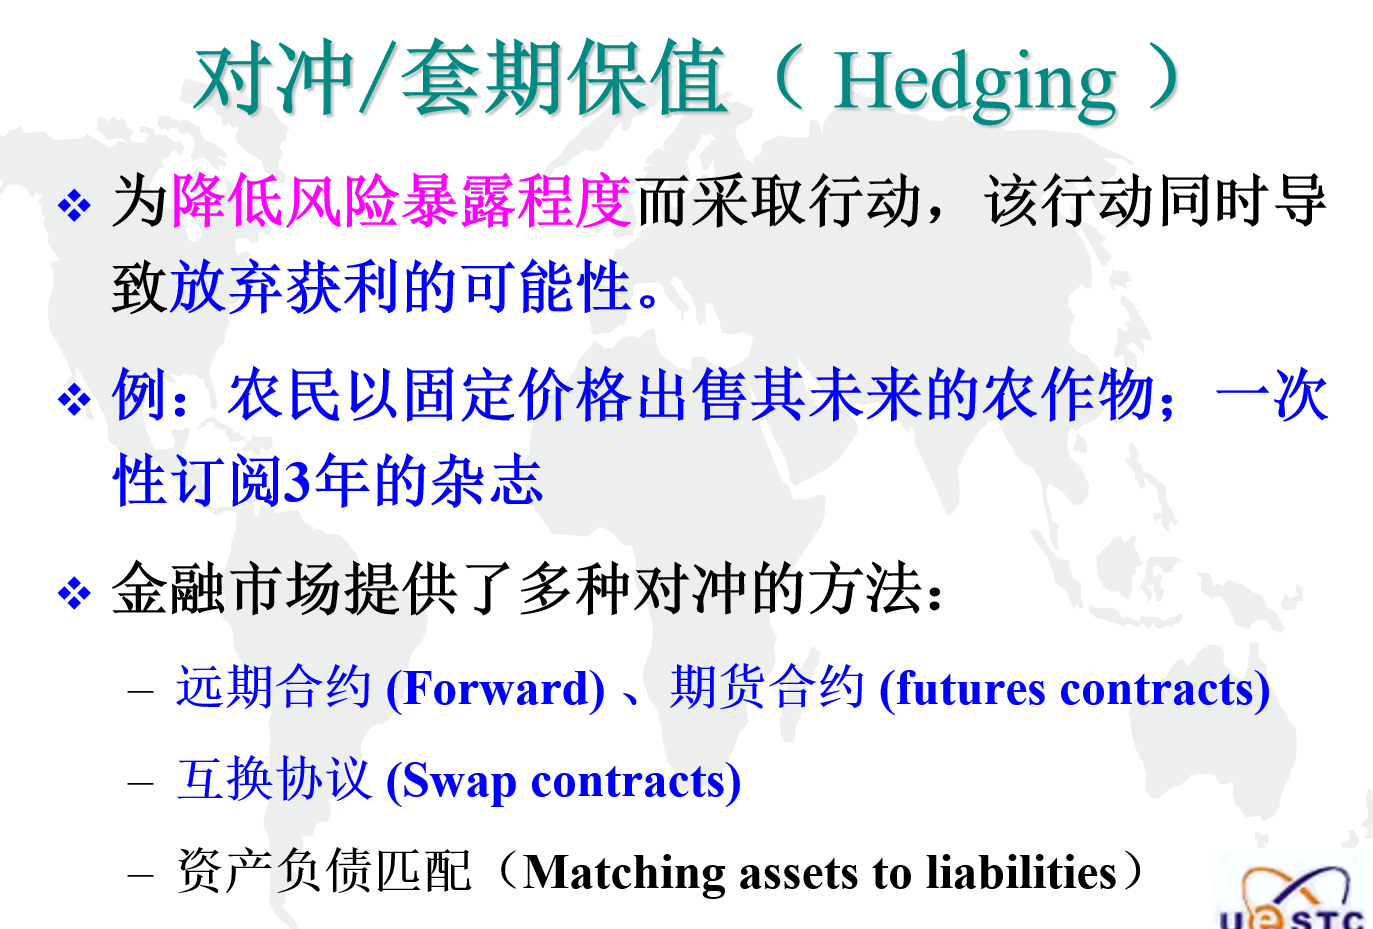 对冲/套期保值（Hedging）
为降低风险暴露程度而采取行动，该行动同时导
致放弃获利的可能性。
例：农民以固定价格出售其未来的农作物；一次
性订阅3年的杂志
金融市场提供了多种对冲的方法：
– 远期合约 (Forward) 、期货合约 (futures contracts)
– 互换协议 (Swap contracts)
– 资产负债匹配（Matching assets to liabilities）
UeSTC